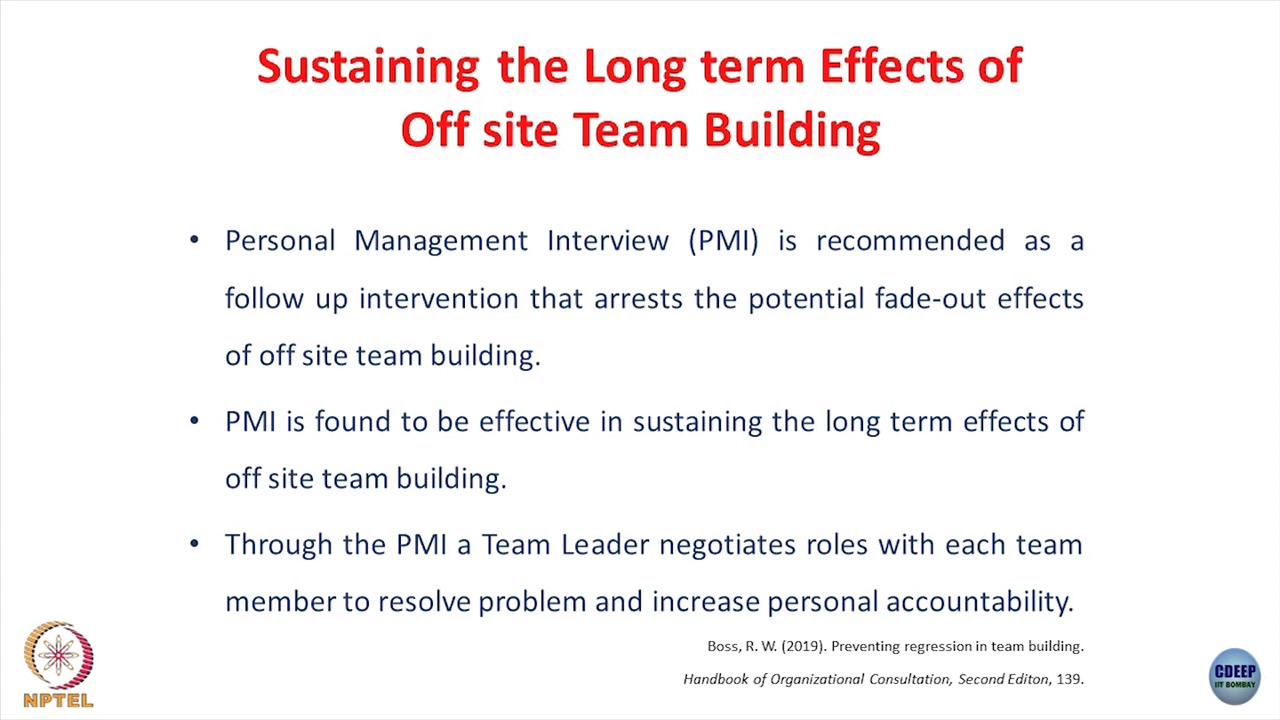 Sustaining the Long term Effects of
Off site Team Building
• Personal Management Interview (PMI) is recommended as a
follow up intervention that arrests the potential fade-out effects
of off site team building.
• PMI is found to be effective in sustaining the long term effects of
off site team building.
• Through the PMI a Team Leader negotiates roles with each team
member to resolve problem and increase personal accountability.
Boss, R. W. (2019). Preventing regression in team building.
Handbook of Organizational Consultation, Second Editon, 139.
NPTEL
CDEEP
IIT BOMBAY